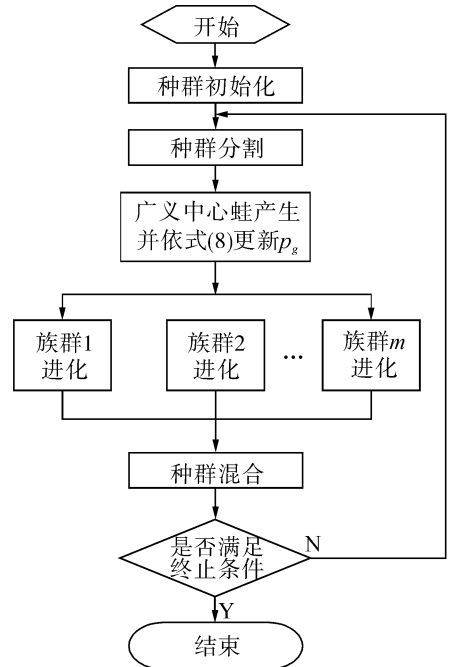 开始
种群初始化
种群分割
广义中心蛙产生
并依式(8)更新pg
族群1
进化
族群2
进化
...
族群m
进化
种群混合
是否满足
终止条件
N
Y
结束